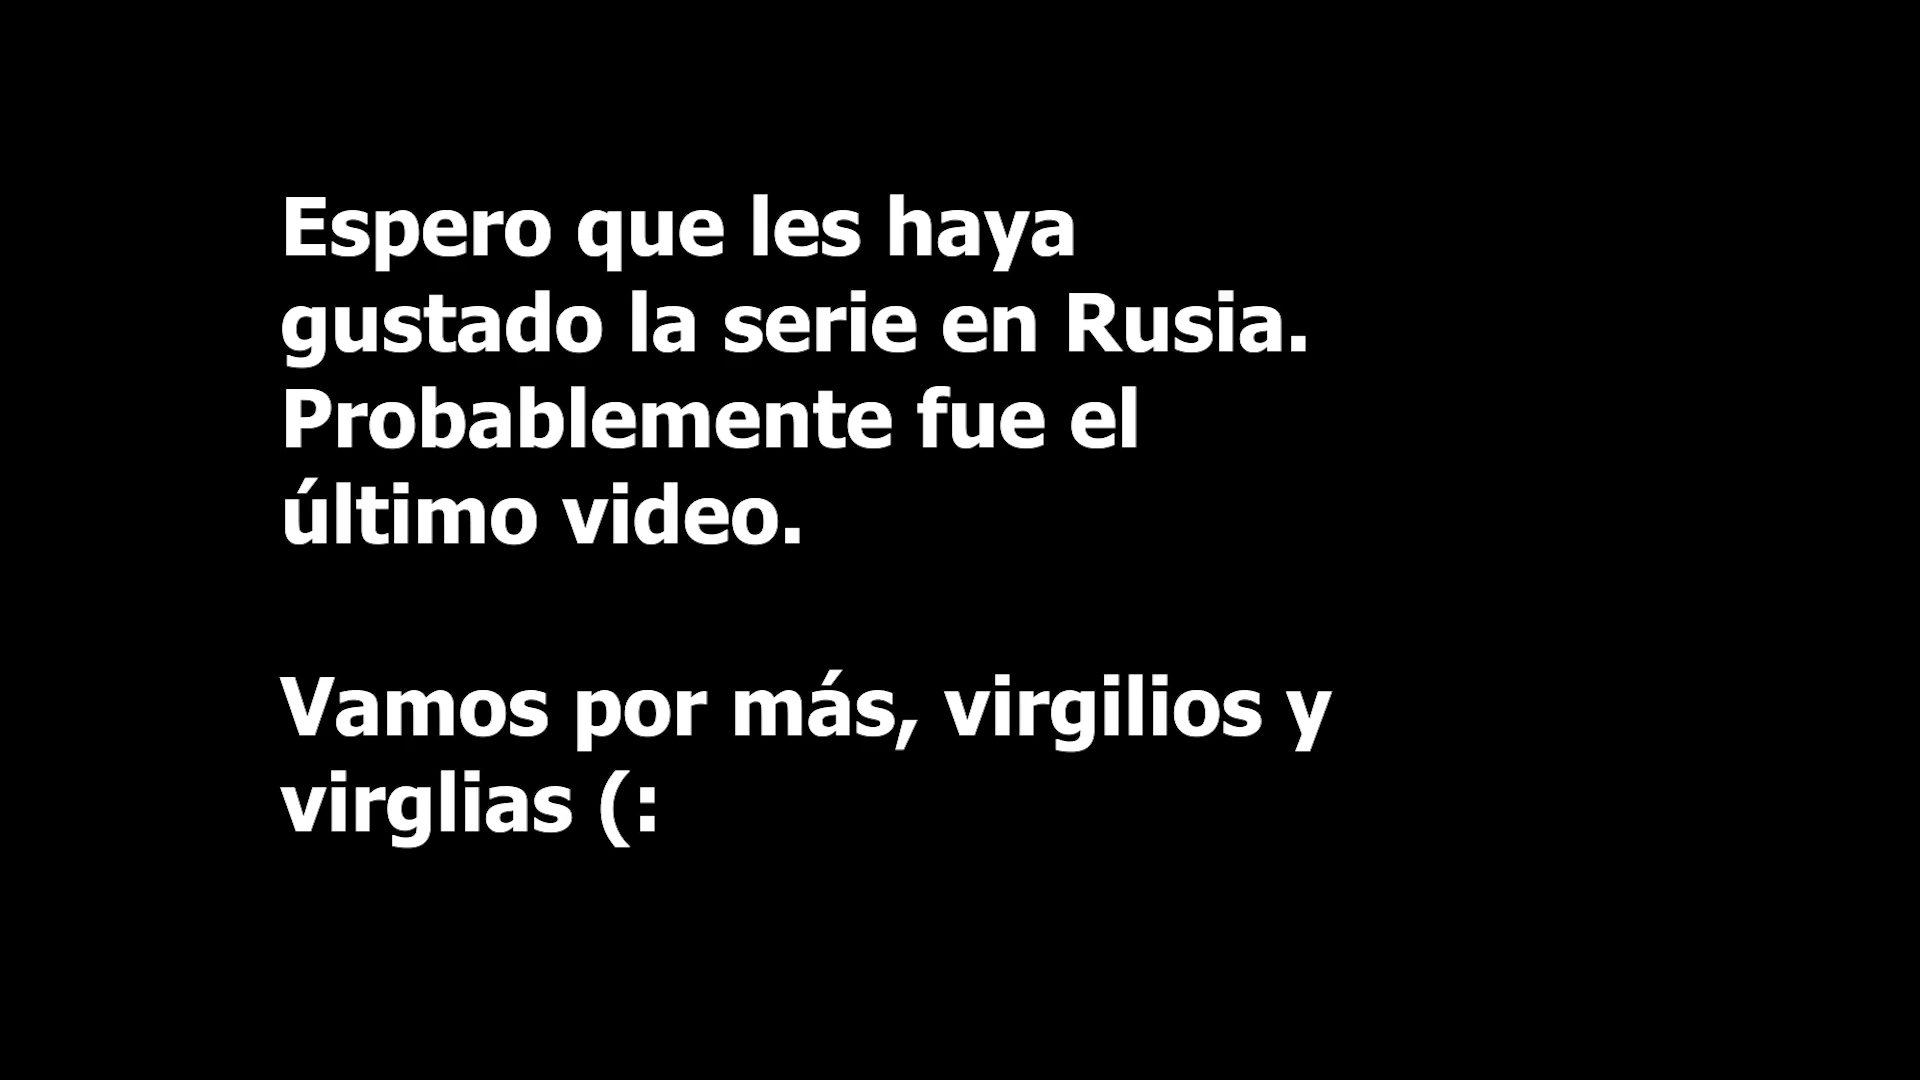 Espero que les haya
gustado la serie en Rusia.
Probablemente fue el
último video.
Vamos por más, virgilios y
virglias (: